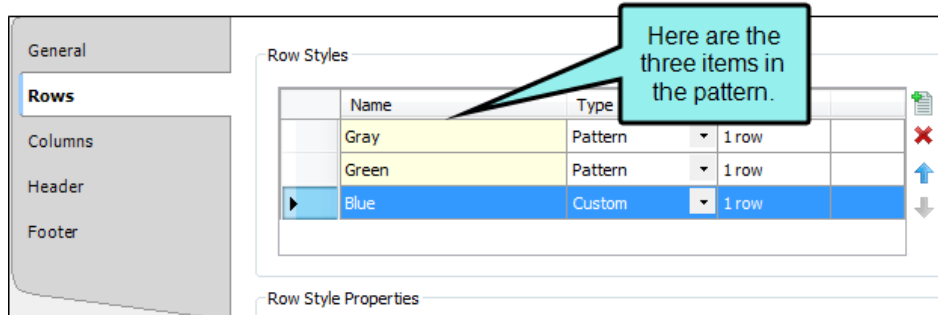 General
Rows
Columns
Header
Footer
Row Styles
Here are the
three items in
the pattern.
Name Type
Gray Pattern 1 row
Green Pattern 1 row
Blue Custom 1 row
Row Style Properties